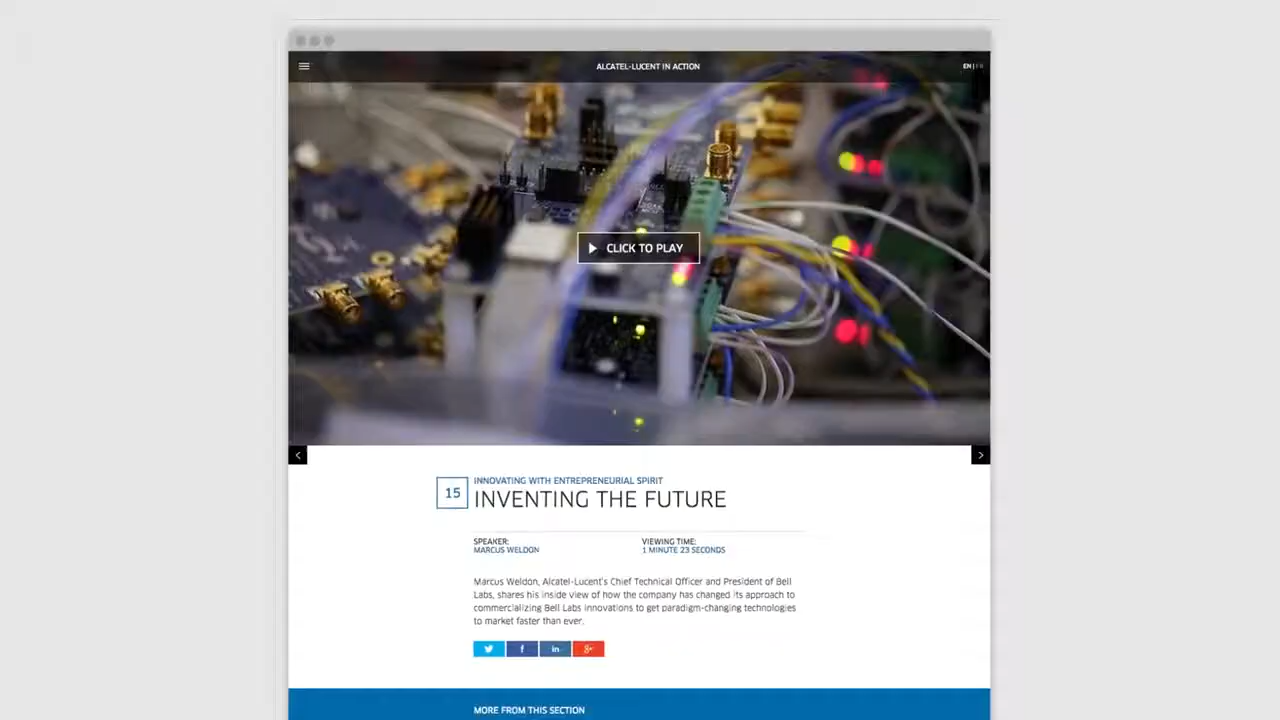 ALCATEL-LUCENT IN ACTION
EN | FR
CLICK TO PLAY
15
INNOVATING WITH ENTREPRENEURIAL SPIRIT
INVENTING THE FUTURE
SPEAKER:
MARCUS WELDON
VIEWING TIME:
1 MINUTE 23 SECONDS
Marcus Weldon, Alcatel-Lucent's Chief Technical Officer and President of Bell
Labs, shares his inside view of how the company has changed its approach to
commercializing Bell Labs innovations to get paradigm-changing technologies
to market faster than ever.
f
in
g+
MORE FROM THIS SECTION